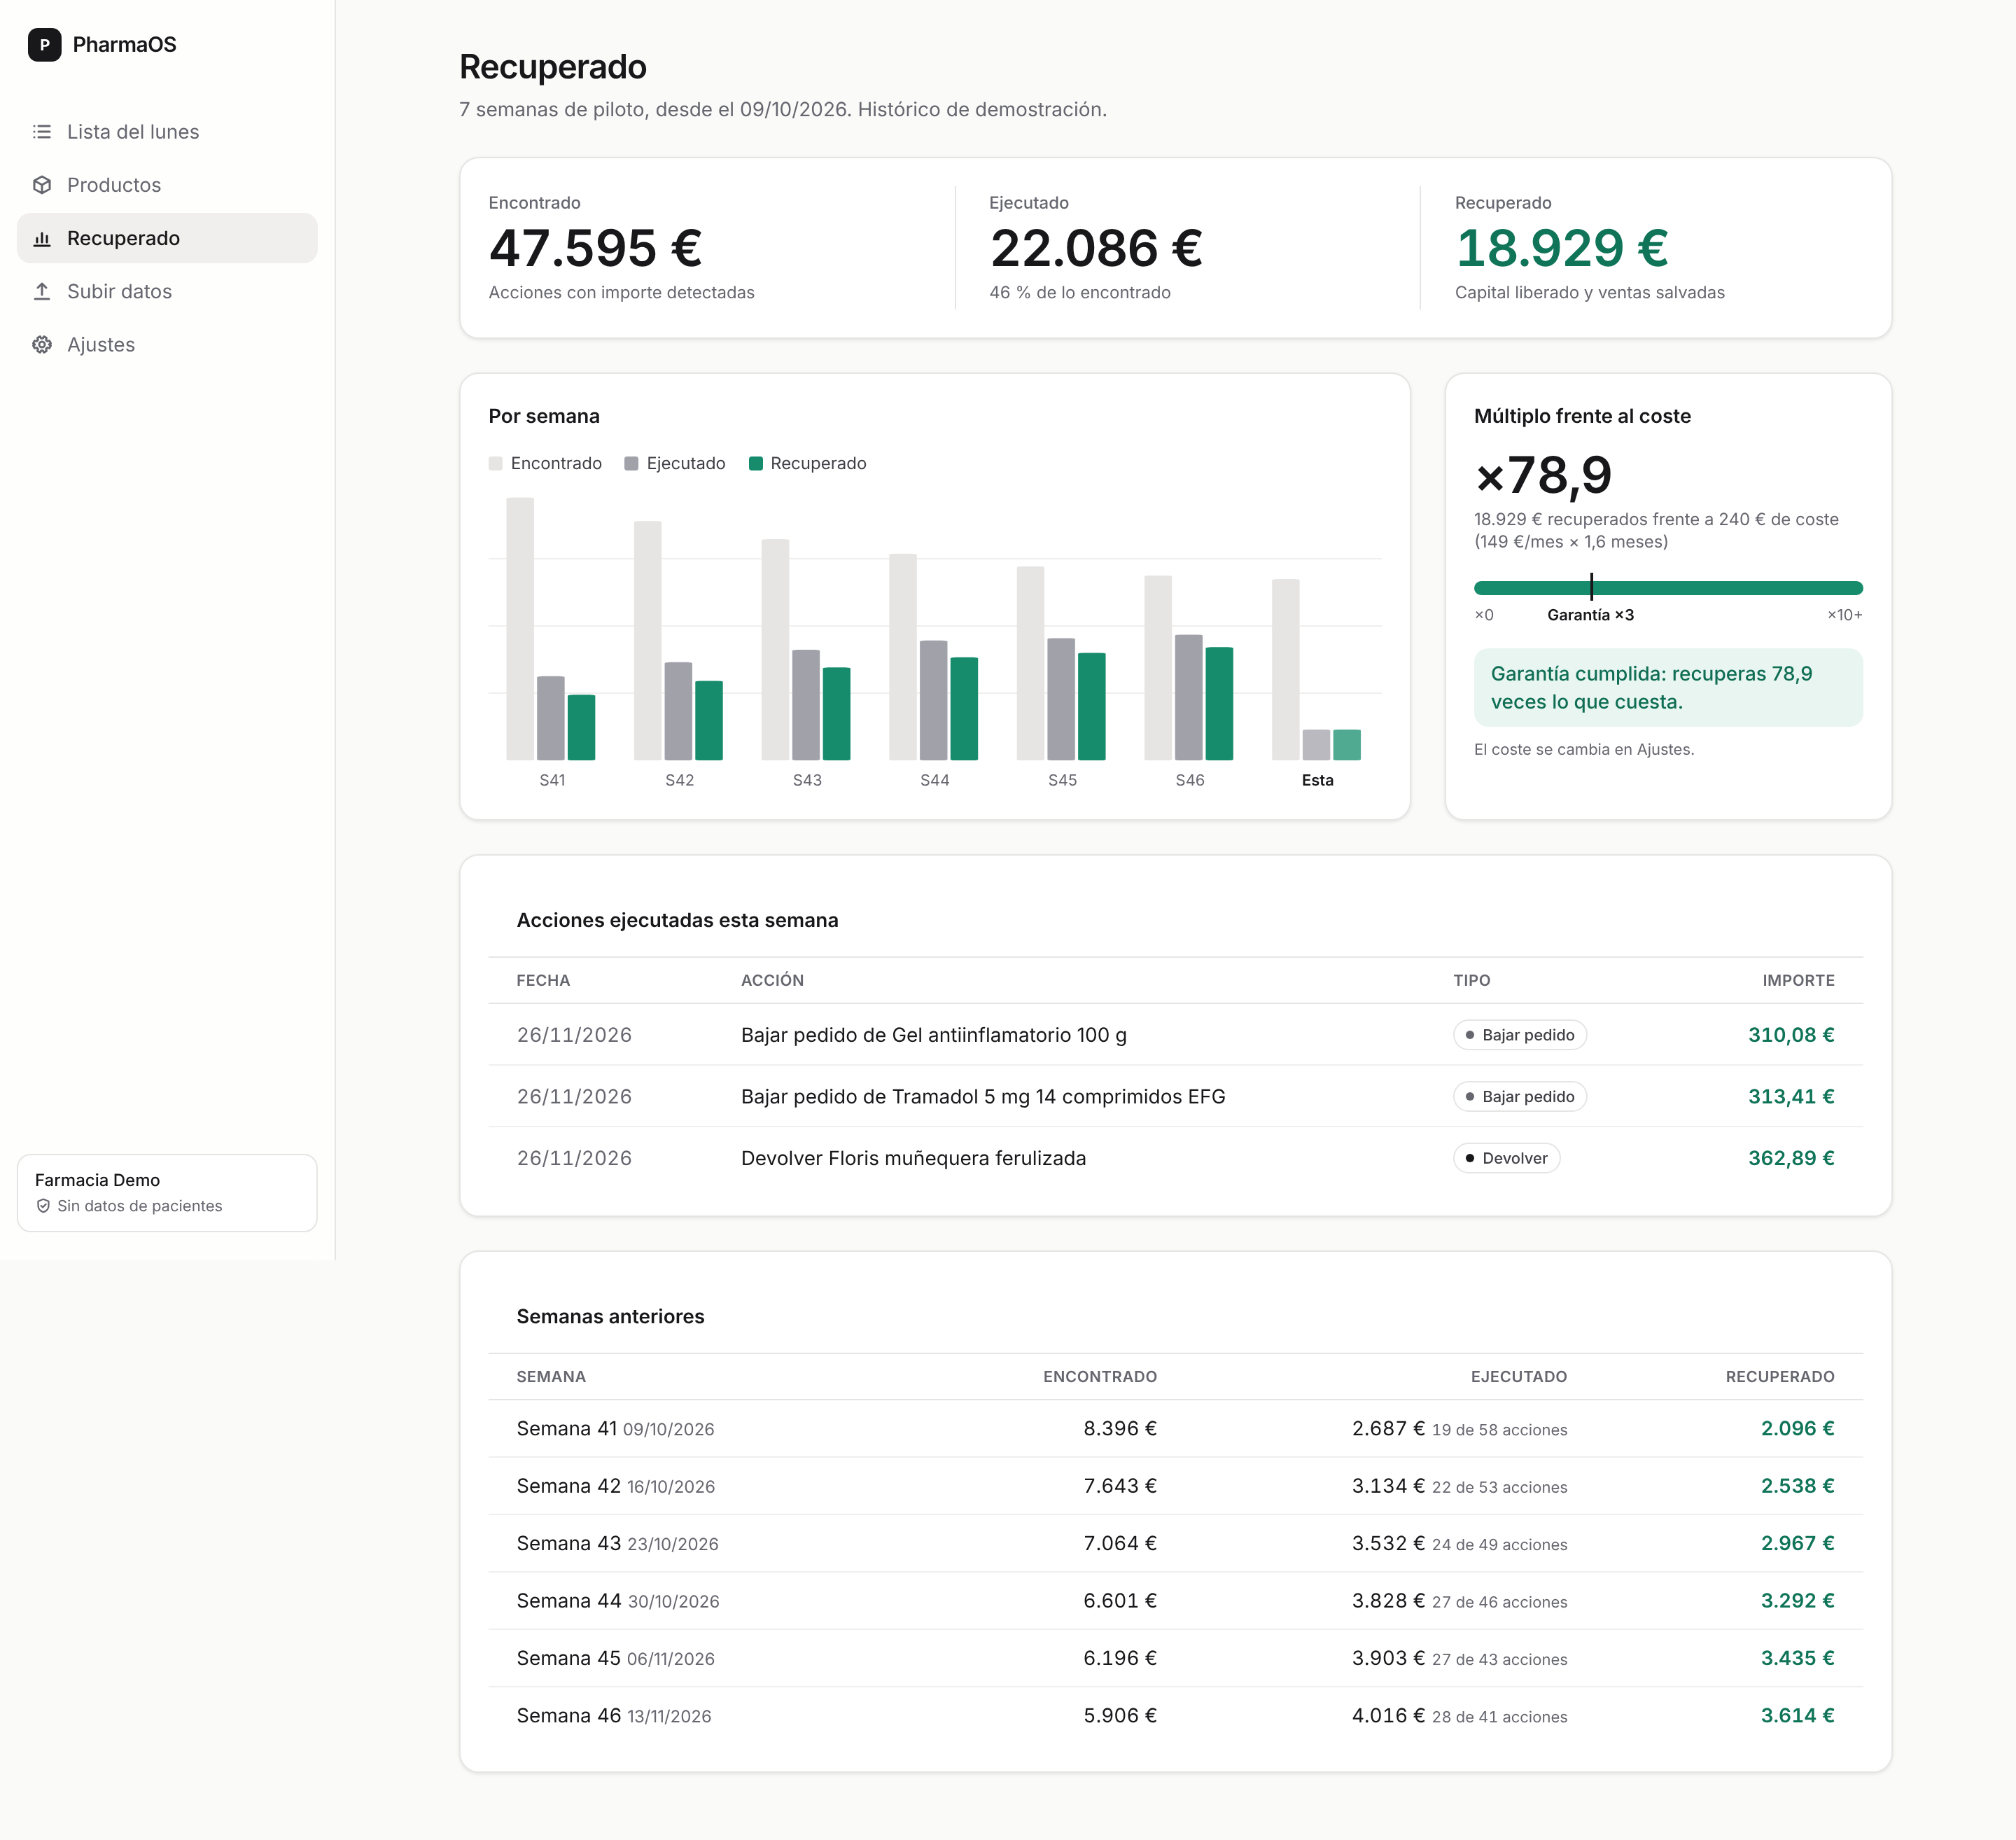 P PharmaOS
Lista del lunes
Productos
Recuperado
Subir datos
Ajustes
Farmacia Demo
Sin datos de pacientes
Recuperado
7 semanas de piloto, desde el 09/10/2026. Histórico de demostración.
Encontrado
47.595 €
Acciones con importe detectadas
Ejecutado
22.086 €
46 % de lo encontrado
Recuperado
18.929 €
Capital liberado y ventas salvadas
Por semana
Encontrado Ejecutado Recuperado
S41 S42 S43 S44 S45 S46 Esta
Múltiplo frente al coste
×78,9
18.929 € recuperados frente a 240 € de coste
(149 €/mes × 1,6 meses)
×0 Garantía ×3 ×10+
Garantía cumplida: recuperas 78,9
veces lo que cuesta.
El coste se cambia en Ajustes.
Acciones ejecutadas esta semana
FECHA ACCIÓN TIPO IMPORTE
26/11/2026 Bajar pedido de Gel antiinflamatorio 100 g Bajar pedido 310,08 €
26/11/2026 Bajar pedido de Tramadol 5 mg 14 comprimidos EFG Bajar pedido 313,41 €
26/11/2026 Devolver Floris muñequera ferulizada Devolver 362,89 €
Semanas anteriores
SEMANA ENCONTRADO EJECUTADO RECUPERADO
Semana 41 09/10/2026 8.396 € 2.687 € 19 de 58 acciones 2.096 €
Semana 42 16/10/2026 7.643 € 3.134 € 22 de 53 acciones 2.538 €
Semana 43 23/10/2026 7.064 € 3.532 € 24 de 49 acciones 2.967 €
Semana 44 30/10/2026 6.601 € 3.828 € 27 de 46 acciones 3.292 €
Semana 45 06/11/2026 6.196 € 3.903 € 27 de 43 acciones 3.435 €
Semana 46 13/11/2026 5.906 € 4.016 € 28 de 41 acciones 3.614 €